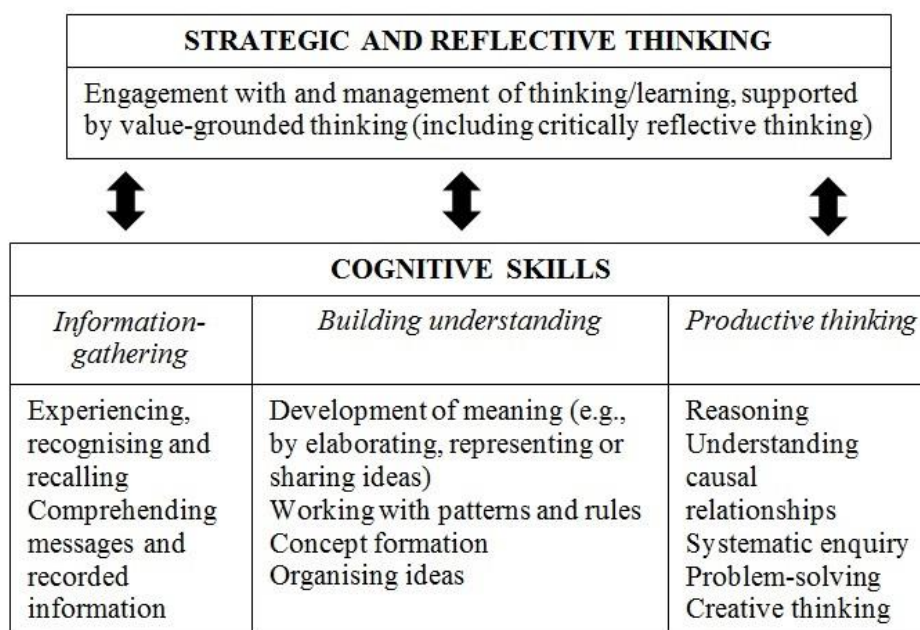 STRATEGIC AND REFLECTIVE THINKING
Engagement with and management of thinking/learning, supported
by value-grounded thinking (including critically reflective thinking)
COGNITIVE SKILLS
Information-
gathering
Building understanding
Productive thinking
Experiencing,
recognising and
recalling
Comprehending
messages and
recorded
information
Development of meaning (e.g.,
by elaborating, representing or
sharing ideas)
Working with patterns and rules
Concept formation
Organising ideas
Reasoning
Understanding
causal
relationships
Systematic enquiry
Problem-solving
Creative thinking